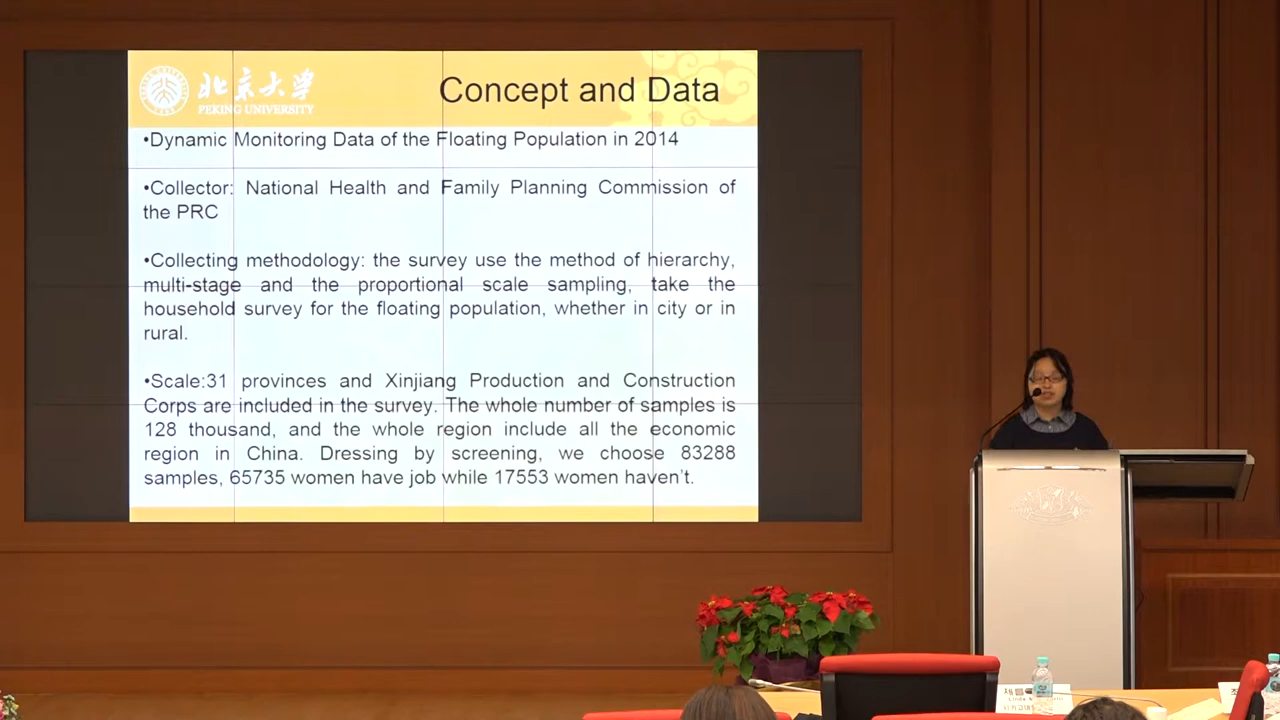 北京大学
PEKING UNIVERSITY
Concept and Data
•Dynamic Monitoring Data of the Floating Population in 2014
•Collector: National Health and Family Planning Commission of
the PRC
•Collecting methodology: the survey use the method of hierarchy,
multi-stage and the proportional scale sampling, take the
household survey for the floating population, whether in city or in
rural.
•Scale:31 provinces and Xinjiang Production and Construction
Corps are included in the survey. The whole number of samples is
128 thousand, and the whole region include all the economic
region in China. Dressing by screening, we choose 83288
samples, 65735 women have job while 17553 women haven't.